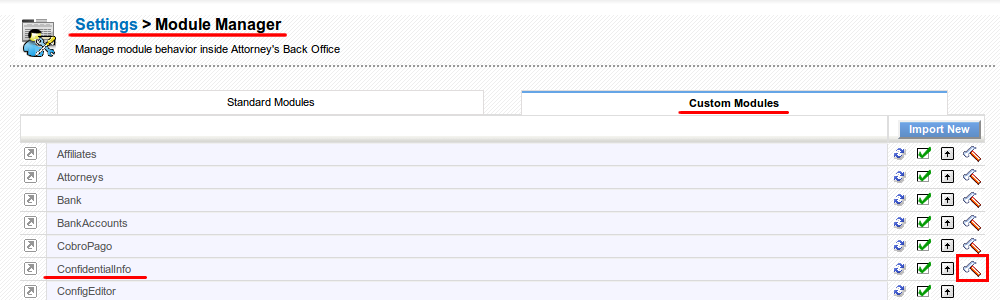 Settings > Module Manager
Manage module behavior inside Attorney's Back Office
Standard Modules
Custom Modules
Import New
Affiliates
Attorneys
Bank
BankAccounts
CobroPago
ConfidentialInfo
ConfigEditor